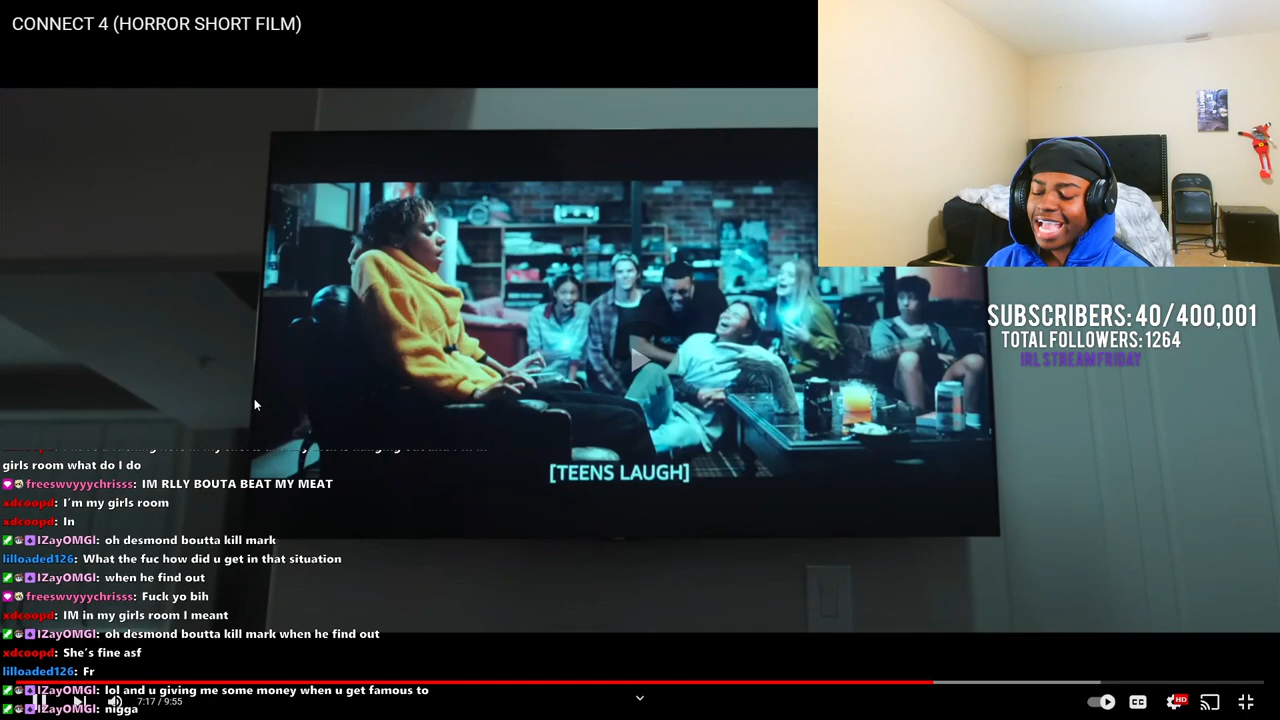 CONNECT 4 (HORROR SHORT FILM)
SUBSCRIBERS: 40/400,001
TOTAL FOLLOWERS: 1264
IRL STREAM FRIDAY
[TEENS LAUGH]
girls room what do I do
freeswvyyychrisss: IM RLLY BOUTA BEAT MY MEAT
xdcoopd: I'm my girls room
xdcoopd: In
IZayOMGI: oh desmond boutta kill mark
lilloaded126: What the fuc how did u get in that situation
IZayOMGI: when he find out
freeswvyyychrisss: Fuck yo bih
xdcoopd: IM in my girls room I meant
IZayOMGI: oh desmond boutta kill mark when he find out
xdcoopd: She's fine asf
lilloaded126: Fr
IZayOMGI: lol and u giving me some money when u get famous to
IZayOMGI: nigga
7:17 / 9:55
CC
HD